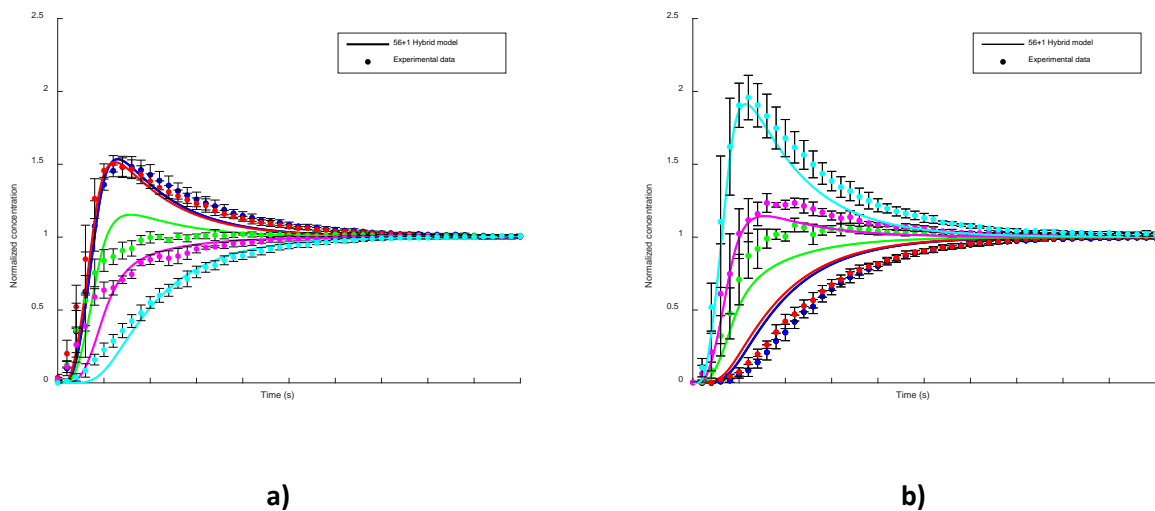 2.5
56+1 Hybrid model
Experimental data
2
1.5
1
0.5
0
Normalized concentration
Time (s)
a)
2.5
56+1 Hybrid model
Experimental data
2
1.5
1
0.5
0
Normalized concentration
Time (s)
b)